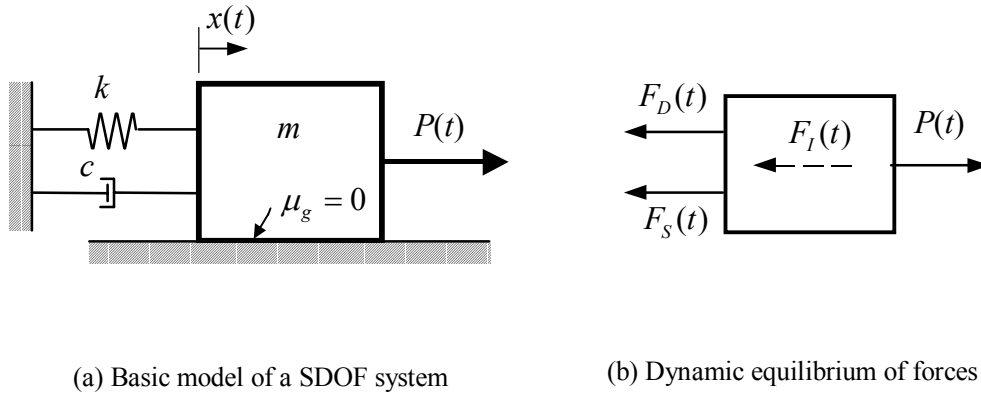 x(t)
k
m
P(t)
c
μ_g = 0
F_D(t)
F_I(t)
P(t)
F_S(t)
(a) Basic model of a SDOF system
(b) Dynamic equilibrium of forces